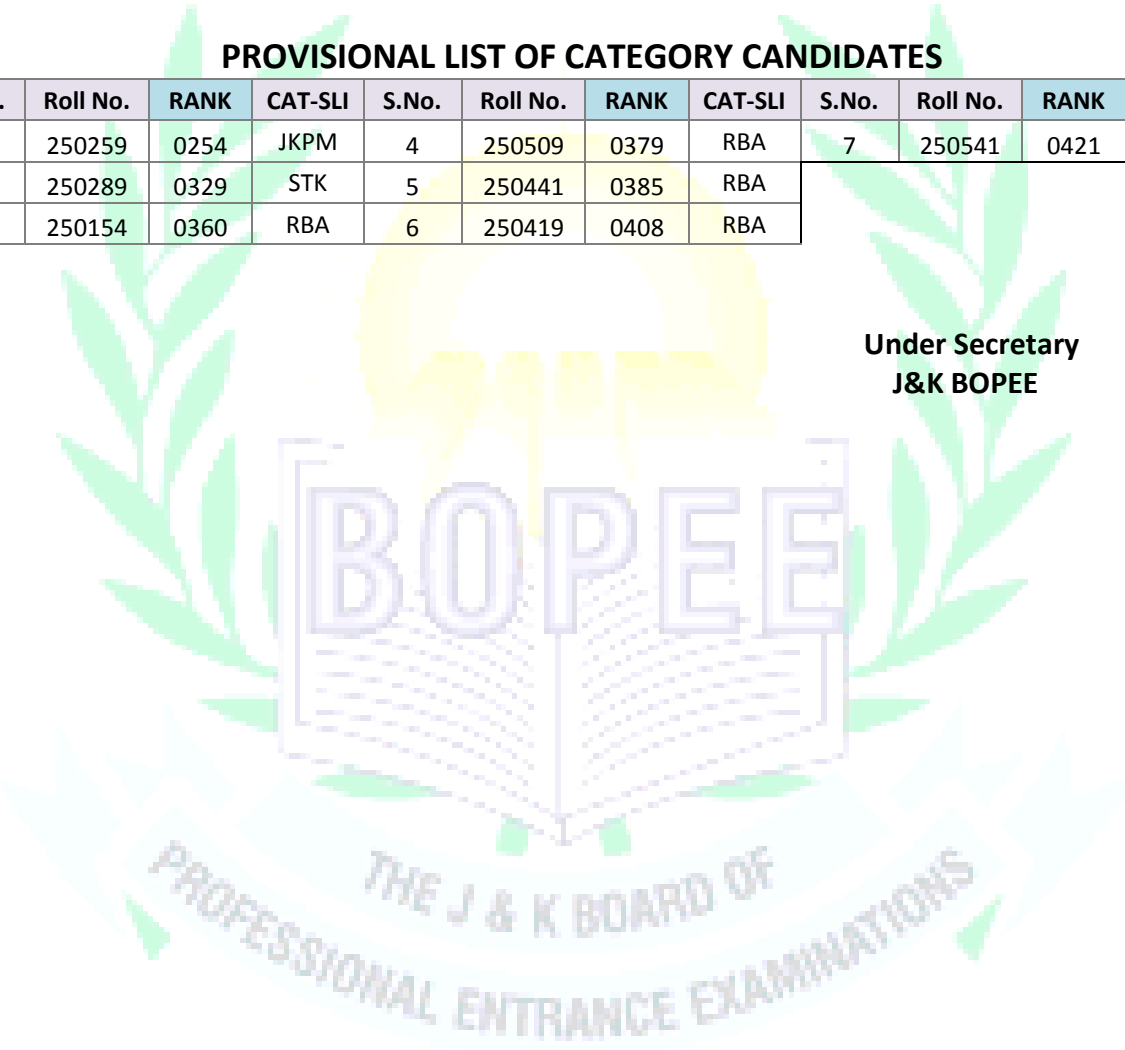 PROVISIONAL LIST OF CATEGORY CANDIDATES
. Roll No. RANK CAT-SLI S.No. Roll No. RANK CAT-SLI S.No. Roll No. RANK
250259 0254 JKPM 4 250509 0379 RBA 7 250541 0421
250289 0329 STK 5 250441 0385 RBA
250154 0360 RBA 6 250419 0408 RBA
Under Secretary
J&K BOPEE
BOPEE
THE J & K BOARD OF
PROFESSIONAL ENTRANCE EXAMINATIONS